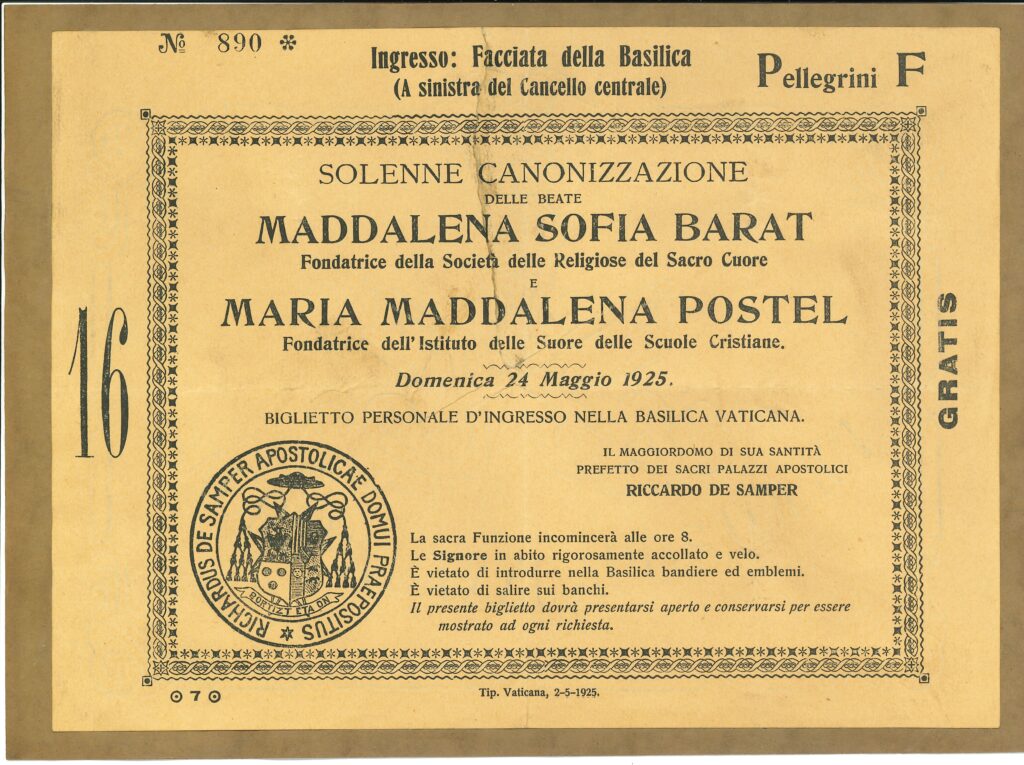 № 890 ✻
Ingresso: Facciata della Basilica
(A sinistra del Cancello centrale)
Pellegrini F
SOLENNE CANONIZZAZIONE
DELLE BEATE
MADDALENA SOFIA BARAT
Fondatrice della Società delle Religiose del Sacro Cuore
E
MARIA MADDALENA POSTEL
Fondatrice dell'Istituto delle Suore delle Scuole Cristiane.
Domenica 24 Maggio 1925.
BIGLIETTO PERSONALE D'INGRESSO NELLA BASILICA VATICANA.
16
GRATIS
IL MAGGIORDOMO DI SUA SANTITÀ
PREFETTO DEI SACRI PALAZZI APOSTOLICI
RICCARDO DE SAMPER
RICHARDUS DE SAMPER APOSTOLICAE DOMUI PRAEPOSITUS
La sacra Funzione incomincerà alle ore 8.
Le Signore in abito rigorosamente accollato e velo.
È vietato di introdurre nella Basilica bandiere ed emblemi.
È vietato di salire sui banchi.
Il presente biglietto dovrà presentarsi aperto e conservarsi per essere
mostrato ad ogni richiesta.
⊙ 7 ⊙
Tip. Vaticana, 2-5-1925.